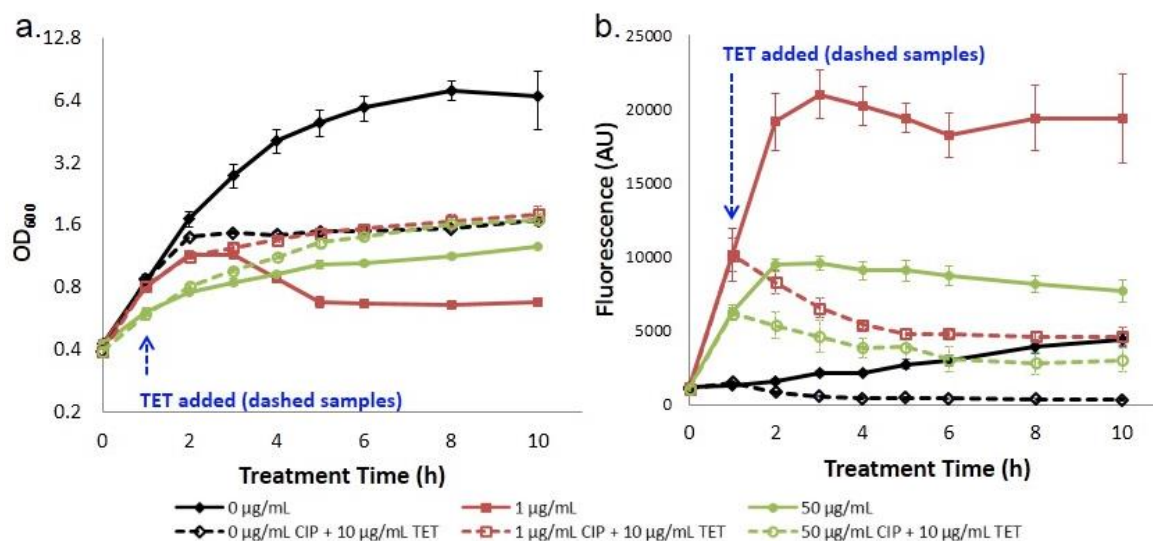 a.
12.8
6.4
3.2
1.6
0.8
0.4
0.2
OD600
TET added (dashed samples)
0 2 4 6 8 10
Treatment Time (h)
b.
25000
20000
15000
10000
5000
0
Fluorescence (AU)
TET added (dashed samples)
0 2 4 6 8 10
Treatment Time (h)
0 µg/mL 1 µg/mL 50 µg/mL
0 µg/mL CIP + 10 µg/mL TET 1 µg/mL CIP + 10 µg/mL TET 50 µg/mL CIP + 10 µg/mL TET